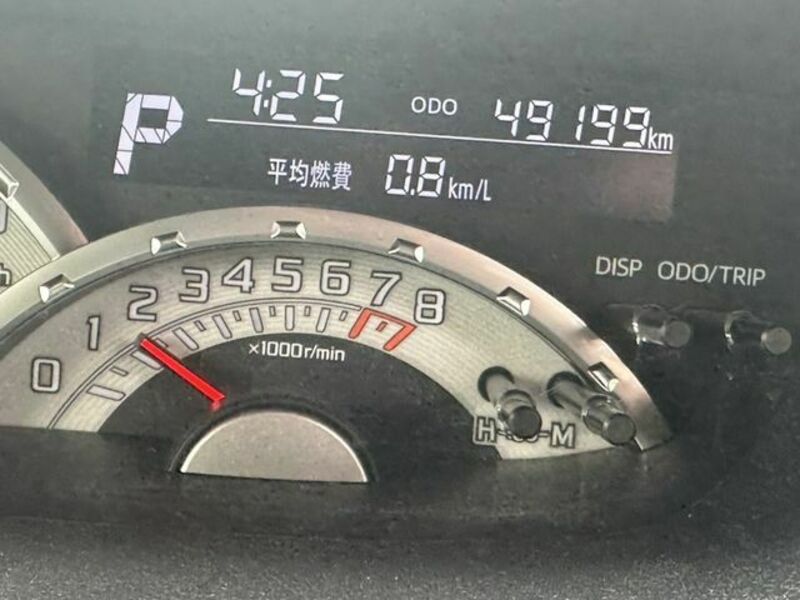 P 4:25 ODO 49199km
平均燃費 0.8km/L
DISP ODO/TRIP
0 1 2 3 4 5 6 7 8
×1000r/min
H-:00-M